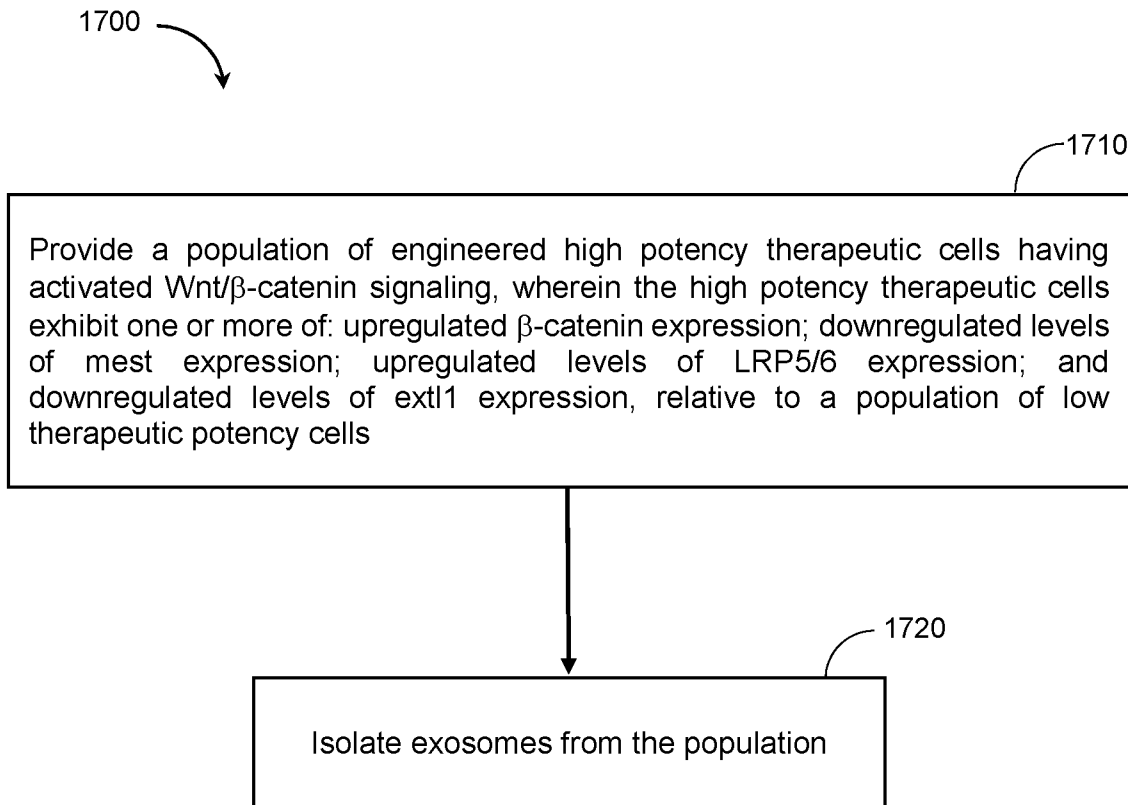 1700
1710
Provide a population of engineered high potency therapeutic cells having
activated Wnt/β-catenin signaling, wherein the high potency therapeutic cells
exhibit one or more of: upregulated β-catenin expression; downregulated levels
of mest expression; upregulated levels of LRP5/6 expression; and
downregulated levels of extl1 expression, relative to a population of low
therapeutic potency cells
1720
Isolate exosomes from the population